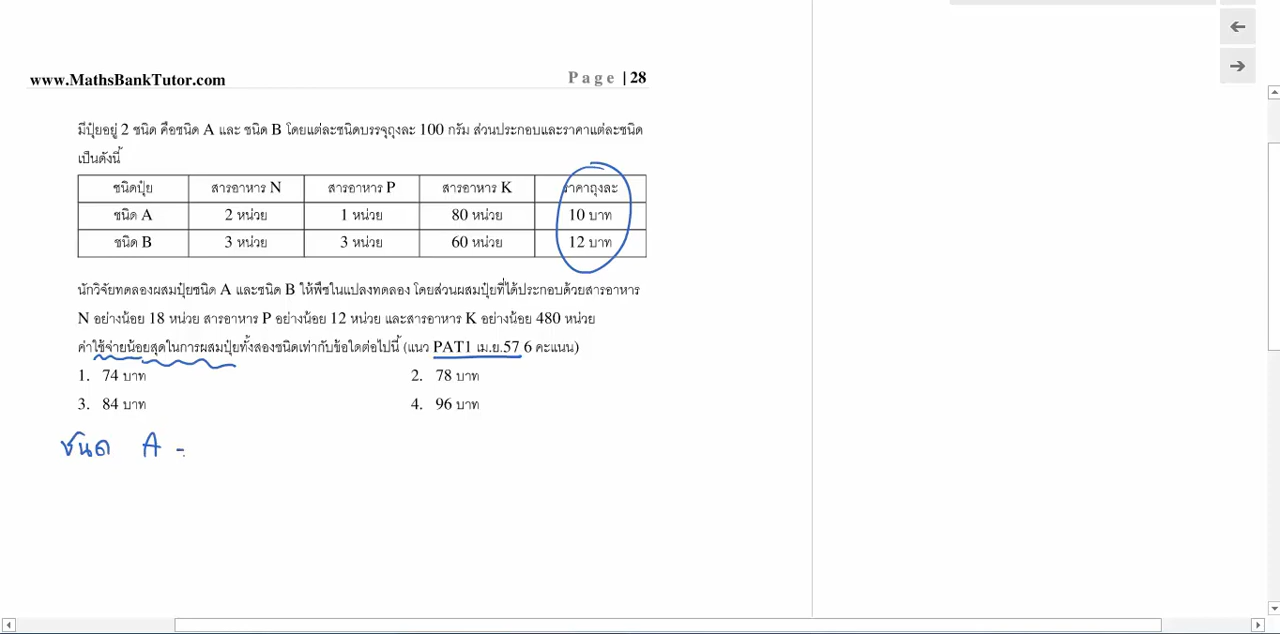 www.MathsBankTutor.com Page | 28
มีปุ๋ยอยู่ 2 ชนิด คือชนิด A และ ชนิด B โดยแต่ละชนิดบรรจุถุงละ 100 กรัม ส่วนประกอบและราคาแต่ละชนิด
เป็นดังนี้
ชนิดปุ๋ย สารอาหาร N สารอาหาร P สารอาหาร K ราคาถุงละ
ชนิด A 2 หน่วย 1 หน่วย 80 หน่วย 10 บาท
ชนิด B 3 หน่วย 3 หน่วย 60 หน่วย 12 บาท
นักวิจัยทดลองผสมปุ๋ยชนิด A และชนิด B ให้พืชในแปลงทดลอง โดยส่วนผสมปุ๋ยที่ได้ประกอบด้วยสารอาหาร
N อย่างน้อย 18 หน่วย สารอาหาร P อย่างน้อย 12 หน่วย และสารอาหาร K อย่างน้อย 480 หน่วย
ค่าใช้จ่ายน้อยสุดในการผสมปุ๋ยทั้งสองชนิดเท่ากับข้อใดต่อไปนี้ (แนว PAT1 เม.ย.57 6 คะแนน)
1. 74 บาท 2. 78 บาท
3. 84 บาท 4. 96 บาท
ชนิด A -